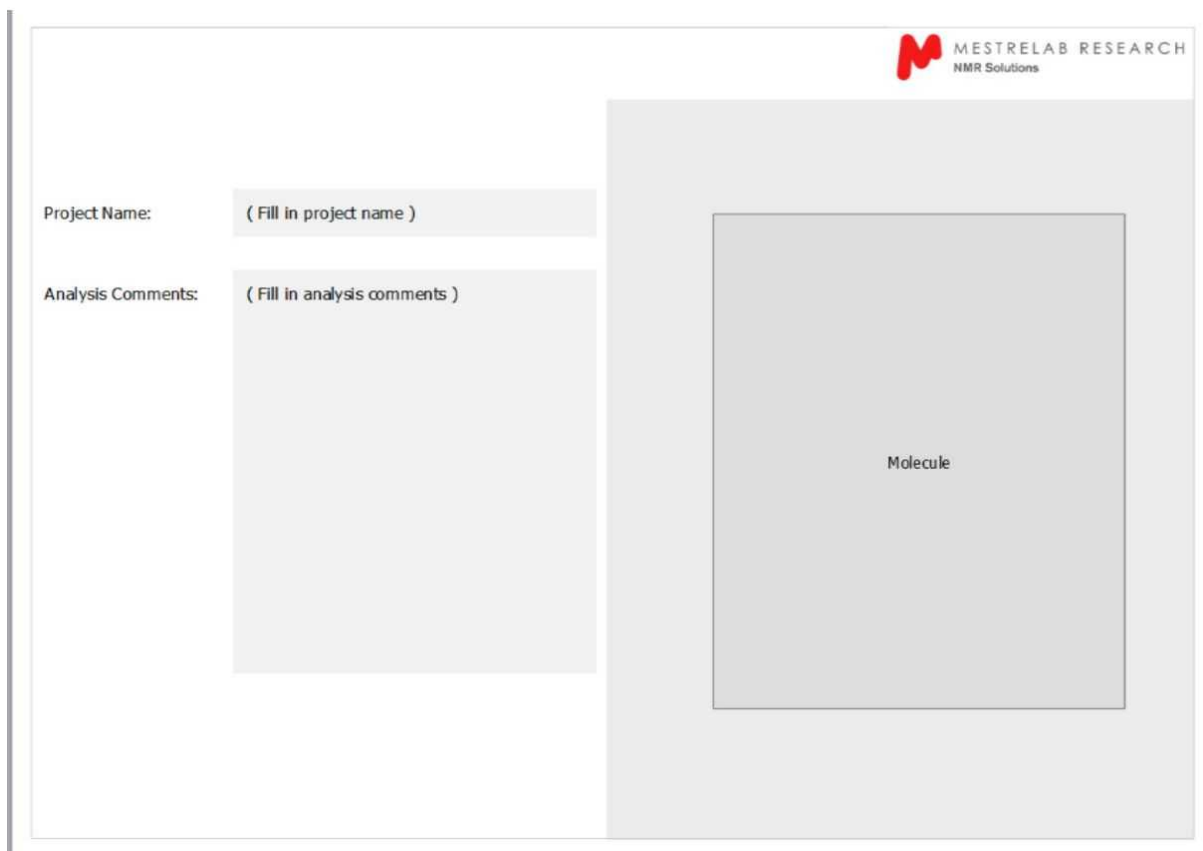 MESTRELAB RESEARCH
NMR Solutions
Project Name: ( Fill in project name )
Analysis Comments: ( Fill in analysis comments )
Molecule